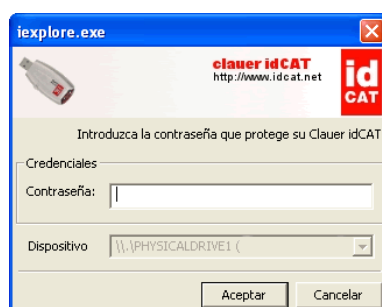 iexplore.exe
clauer idCAT
http://www.idcat.net
id
CAT
Introduzca la contraseña que protege su Clauer idCAT
Credenciales
Contraseña:
Dispositivo \\.\PHYSICALDRIVE1 (
Aceptar Cancelar